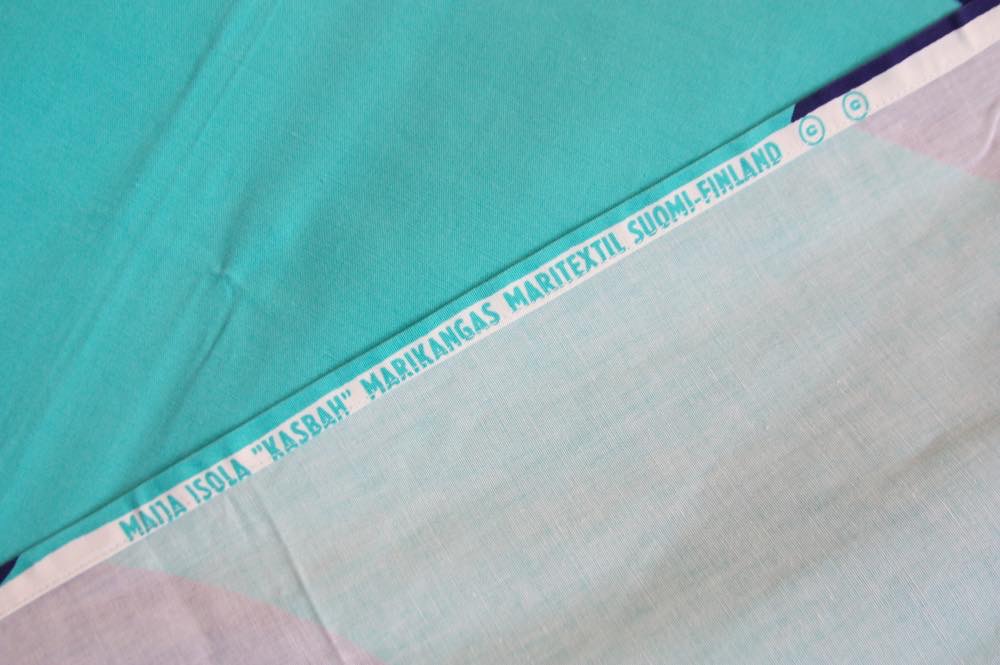 MAIJA ISOLA "KASBAH" MARIKANGAS MARITEXTIL SUOMI-FINLAND © ©